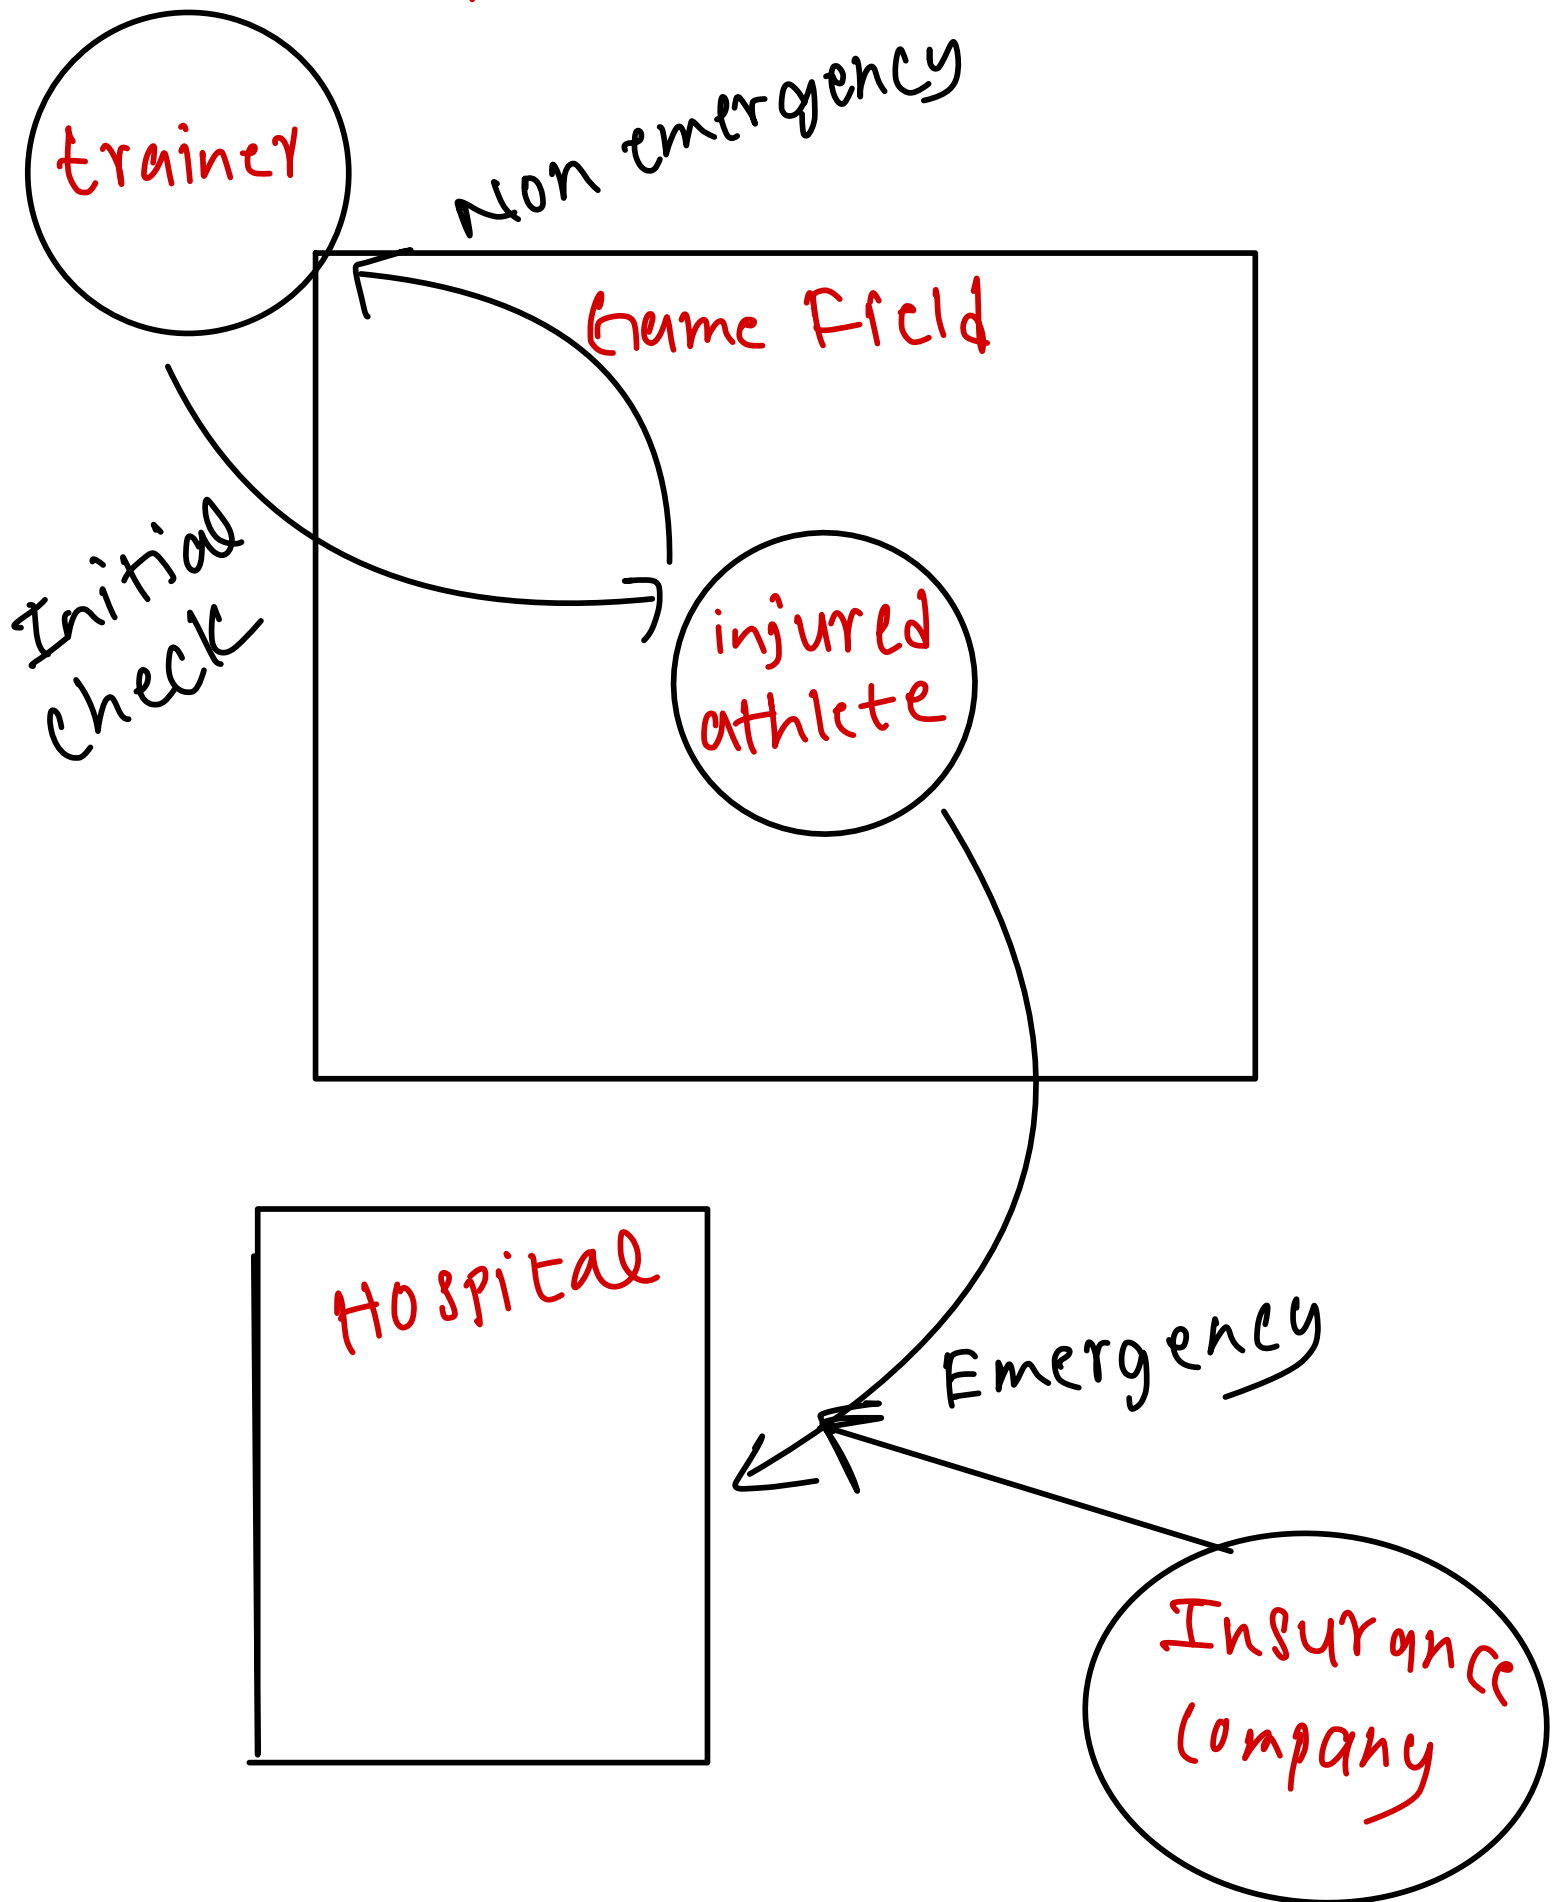 trainer
Non emergency
Game Field
Initial
check
injured
athlete
Hospital
Emergency
Insurance
Company